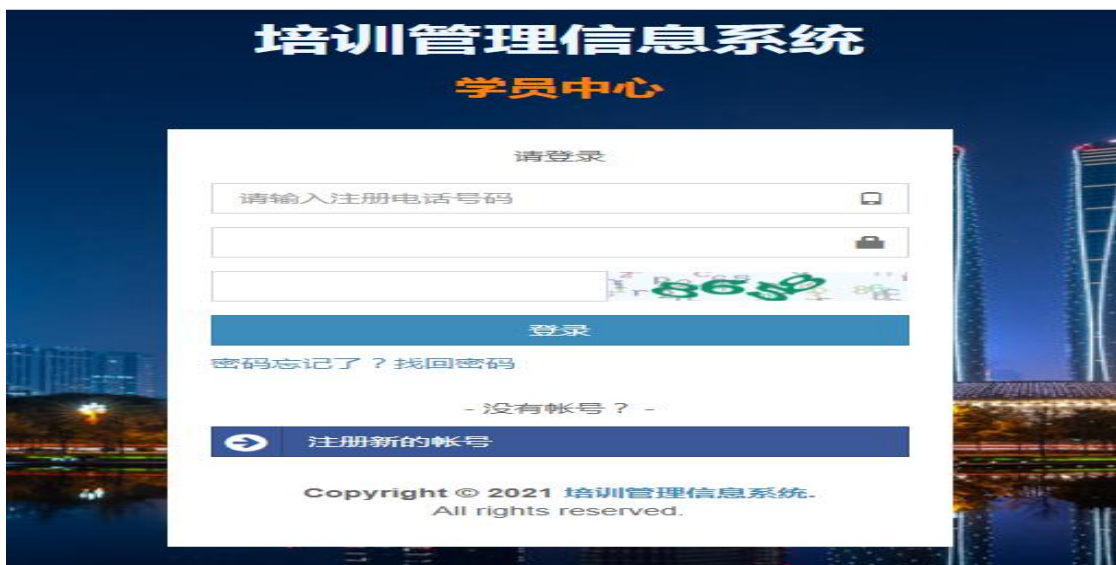 培训管理信息系统
学员中心
请登录
请输入注册电话号码
登录
密码忘记了？找回密码
- 没有帐号？ -
注册新的帐号
Copyright © 2021 培训管理信息系统.
All rights reserved.